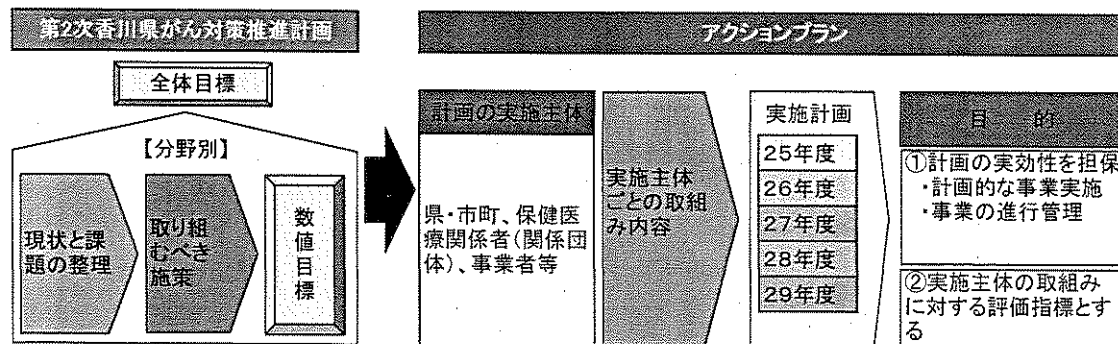 第2次香川県がん対策推進計画
アクションプラン
全体目標
【分野別】
現状と課
題の整理
取り組
むべき
施策
数値目標
計画の実施主体
県・市町、保健医
療関係者(関係団
体)、事業者等
実施主体
ごとの取組
み内容
実施計画
25年度
26年度
27年度
28年度
29年度
目 的
①計画の実効性を担保
・計画的な事業実施
・事業の進行管理
②実施主体の取組み
に対する評価指標とす
る